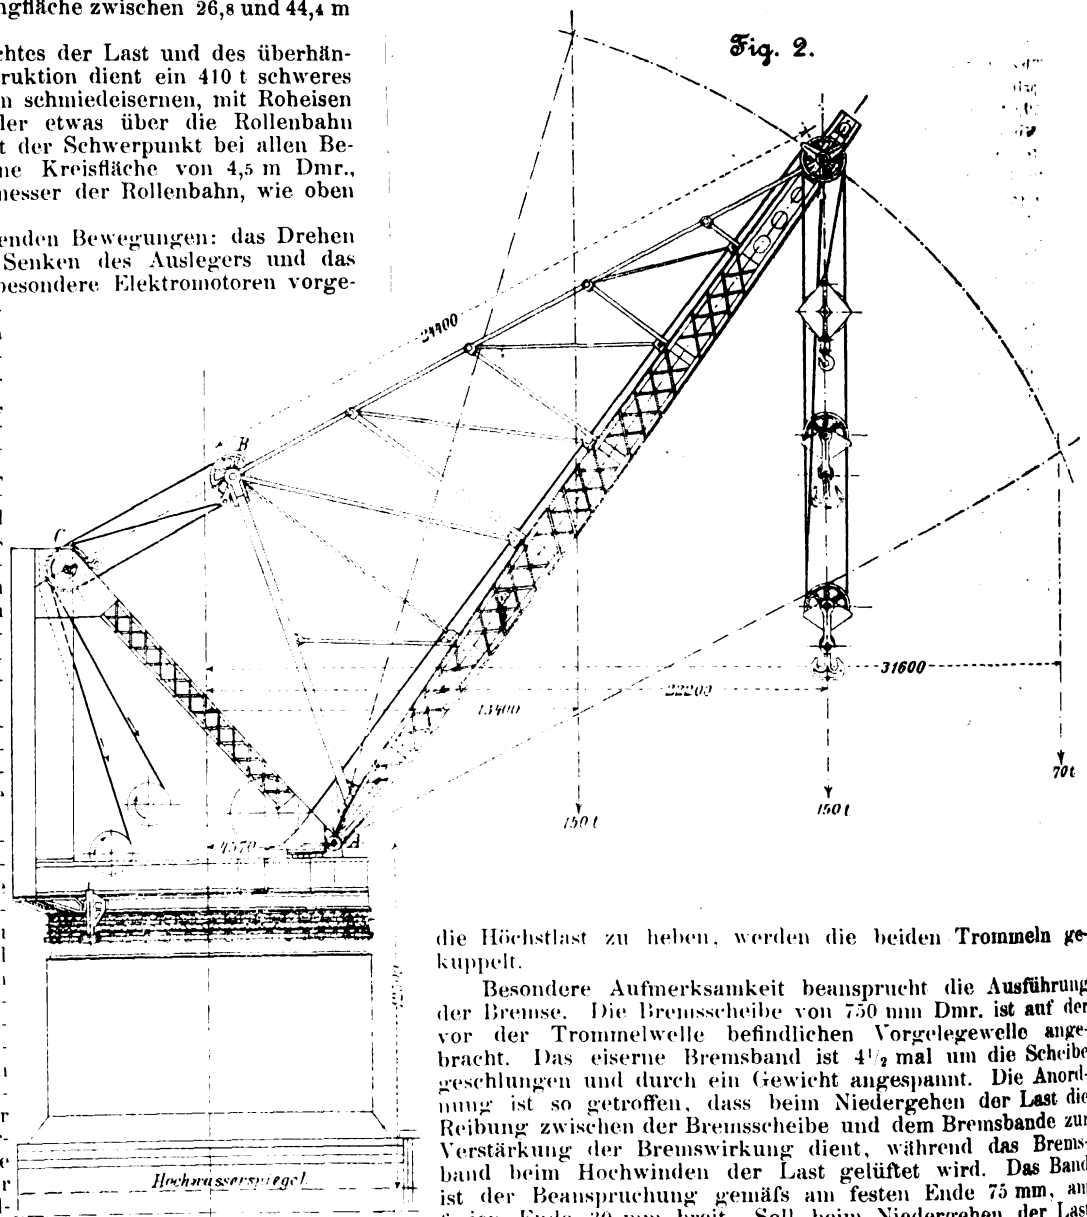 ngfläche zwischen 26,8 und 44,4 m
chtes der Last und des überhän-
ruktion dient ein 410 t schweres
n schmiedeisernen, mit Roheisen
ler etwas über die Rollenbahn
t der Schwerpunkt bei allen Be-
ne Kreisfläche von 4,5 m Dmr.,
nesser der Rollenbahn, wie oben
enden Bewegungen: das Drehen
Senken des Auslegers und das
besondere Elektromotoren vorge-
Fig. 2.
24400
B
C
31600
22200
13400
70t
150 t
150 t
4570
Hochwasserspiegel
die Höchstlast zu heben, werden die beiden Trommeln ge-
kuppelt.
Besondere Aufmerksamkeit beansprucht die Ausführung
der Bremse. Die Bremsscheibe von 750 mm Dmr. ist auf der
vor der Trommelwelle befindlichen Vorgelegewelle ange-
bracht. Das eiserne Bremsband ist 4 1/2 mal um die Scheibe
geschlungen und durch ein Gewicht angespannt. Die Anord-
nung ist so getroffen, dass beim Niedergehen der Last die
Reibung zwischen der Bremsscheibe und dem Bremsbande zur
Verstärkung der Bremswirkung dient, während das Brems-
band beim Hochwinden der Last gelüftet wird. Das Band
ist der Beanspruchung gemäfs am festen Ende 75 mm, am